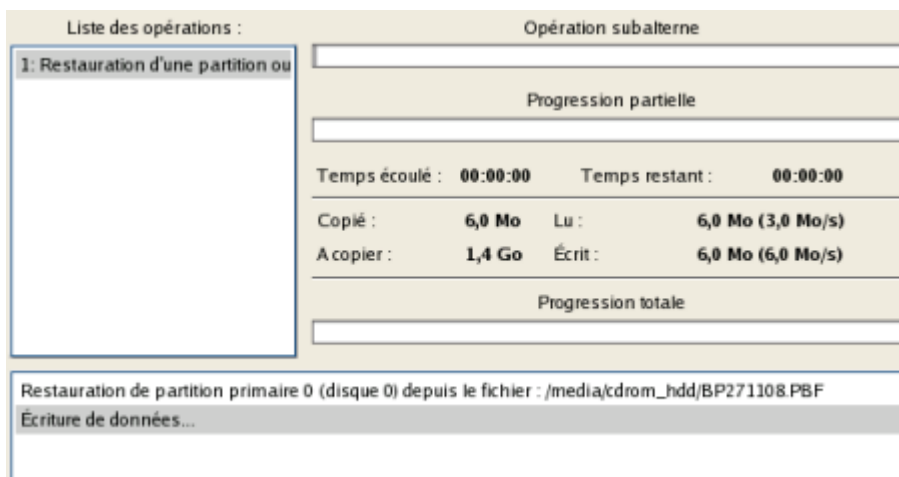 Liste des opérations :
1: Restauration d'une partition ou
Opération subalterne
Progression partielle
Temps écoulé : 00:00:00 Temps restant : 00:00:00
Copié : 6,0 Mo Lu : 6,0 Mo (3,0 Mo/s)
A copier : 1,4 Go Écrit : 6,0 Mo (6,0 Mo/s)
Progression totale
Restauration de partition primaire 0 (disque 0) depuis le fichier : /media/cdrom_hdd/BP271108.PBF
Écriture de données...